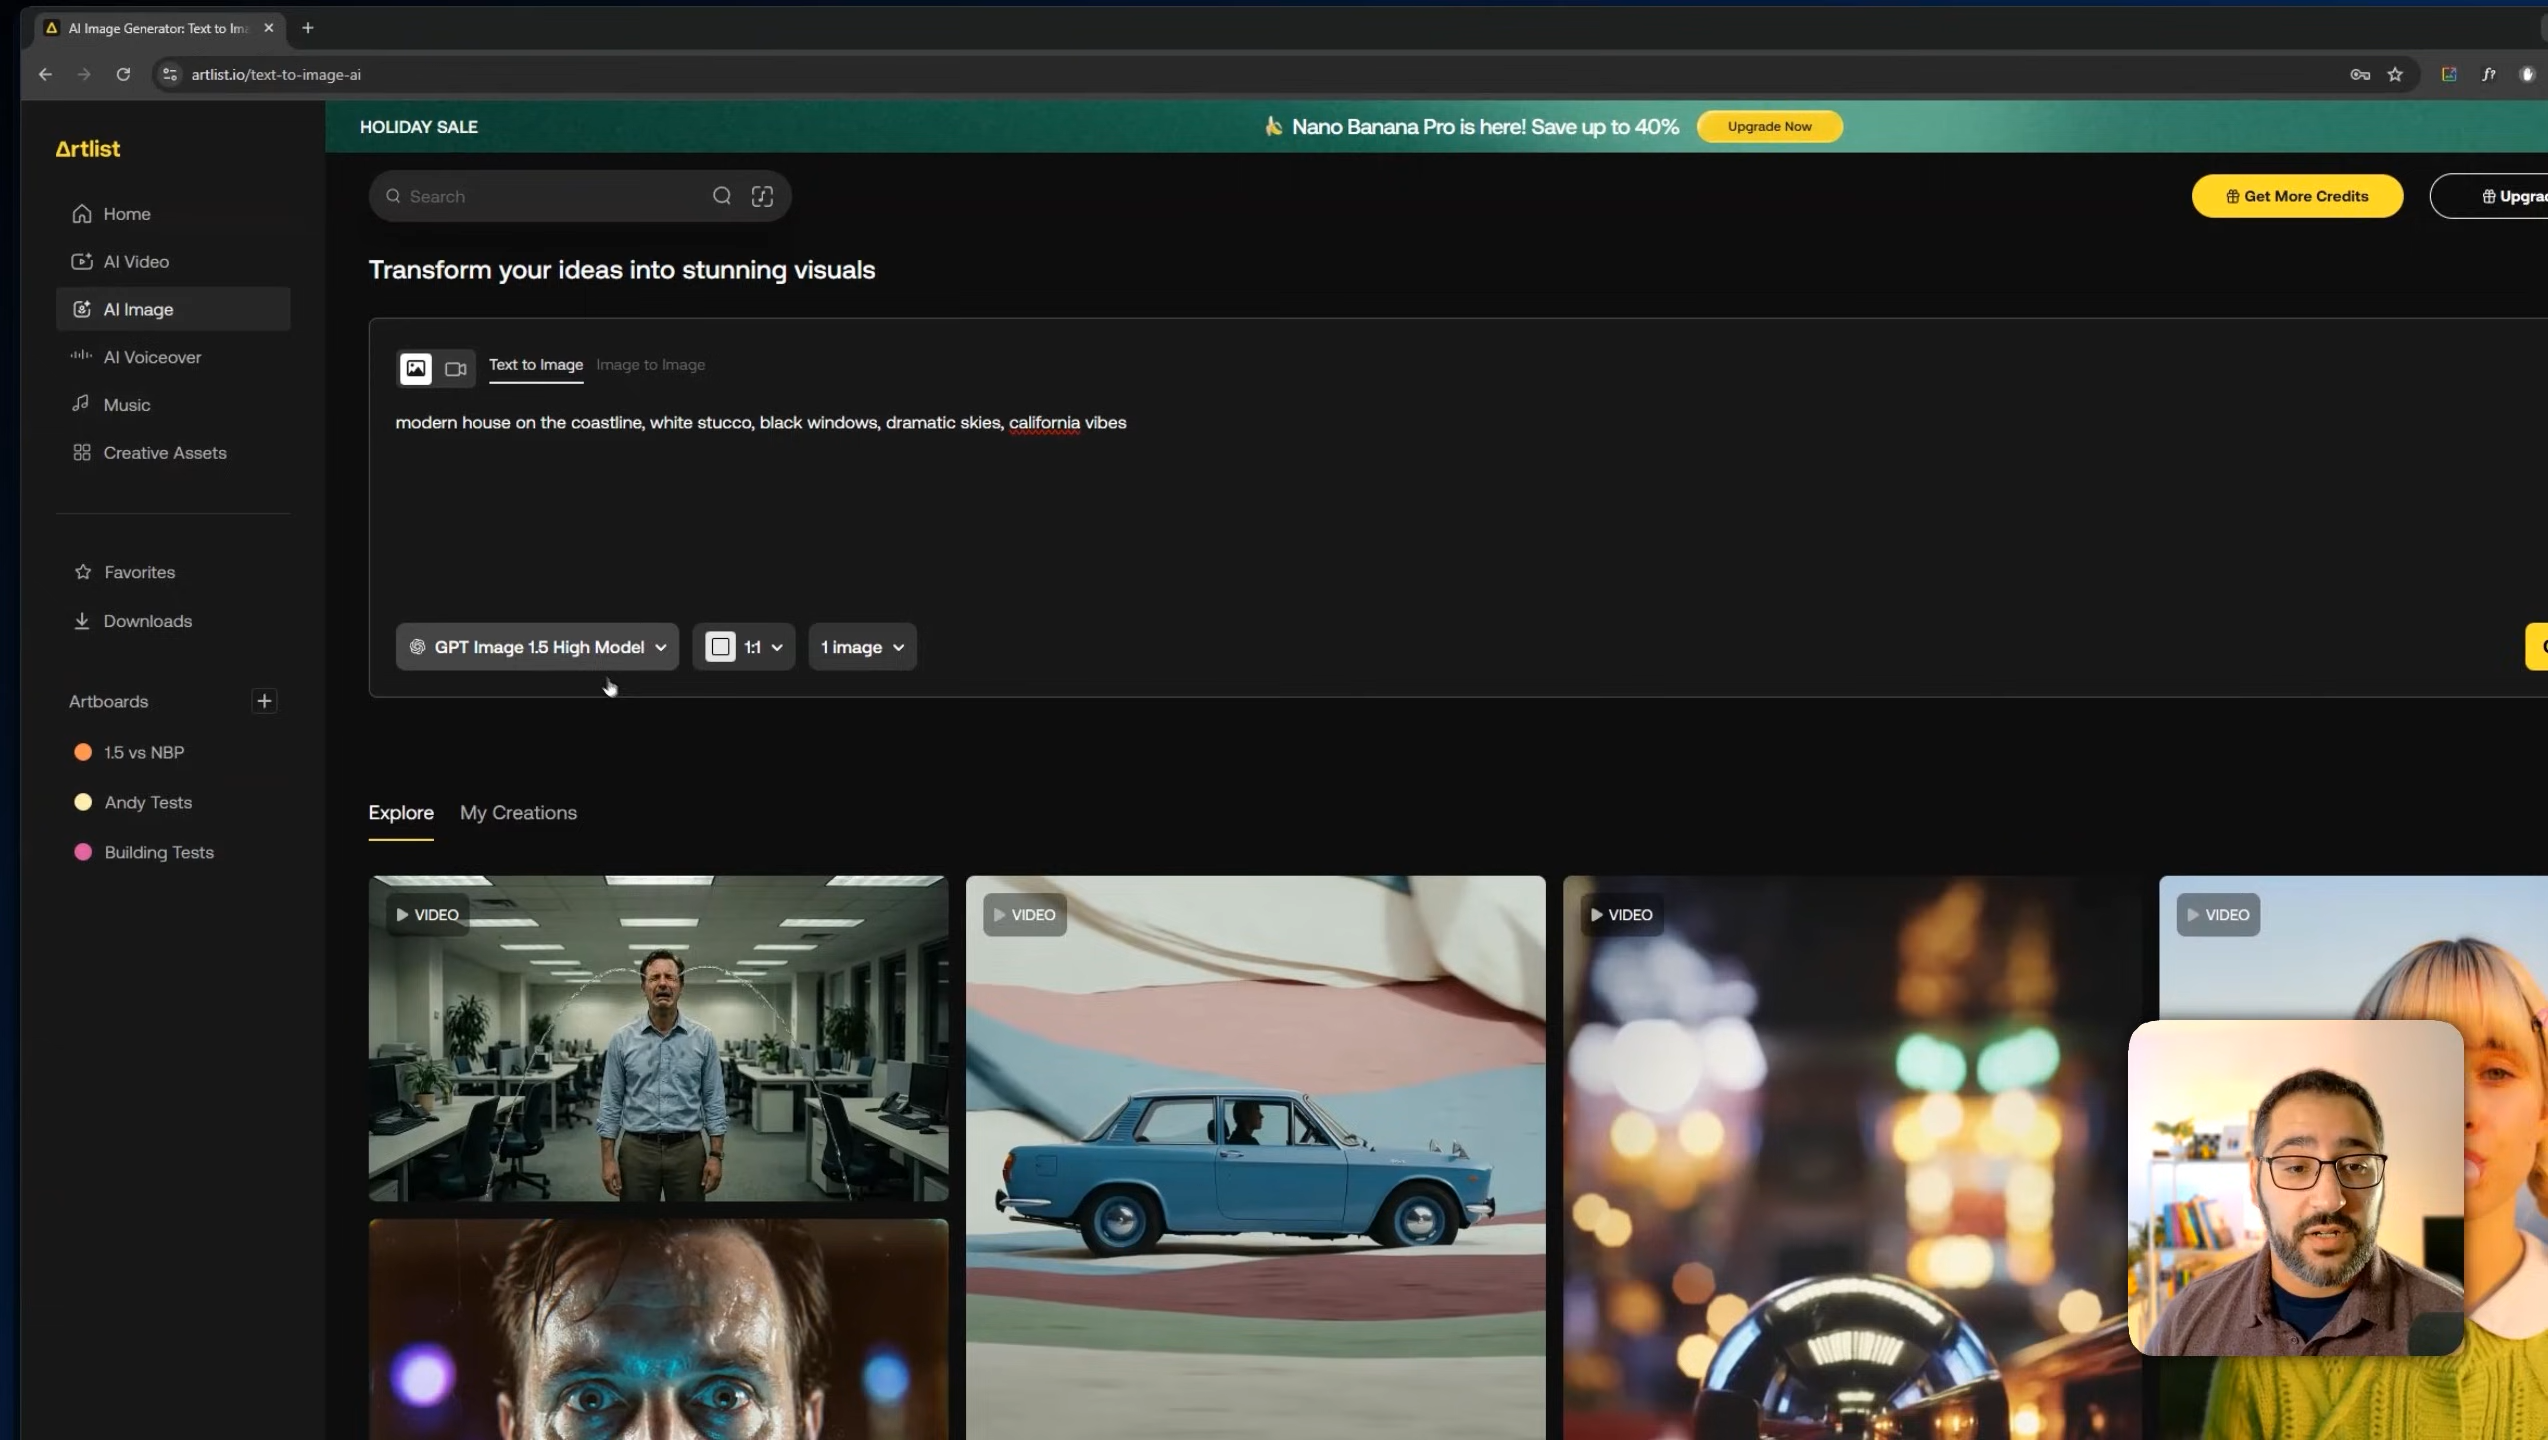 AI Image Generator: Text to Ima
artlist.io/text-to-image-ai
HOLIDAY SALE
Nano Banana Pro is here! Save up to 40%
Upgrade Now
Artlist
Search
Get More Credits
Upgrad
Transform your ideas into stunning visuals
Home
AI Video
AI Image
AI Voiceover
Music
Creative Assets
Favorites
Downloads
Artboards
1.5 vs NBP
Andy Tests
Building Tests
Text to Image
Image to Image
modern house on the coastline, white stucco, black windows, dramatic skies, california vibes
GPT Image 1.5 High Model
1:1
1 image
Explore
My Creations
VIDEO
VIDEO
VIDEO
VIDEO